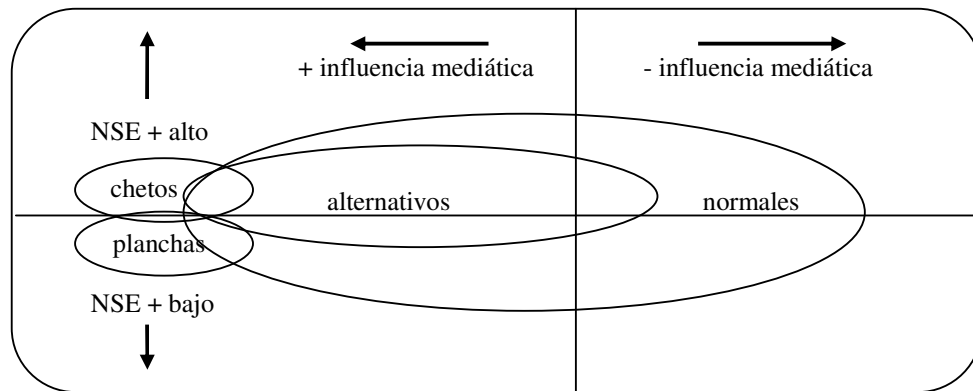 + influencia mediática
- influencia mediática
NSE + alto
chetos
alternativos
normales
planchas
NSE + bajo